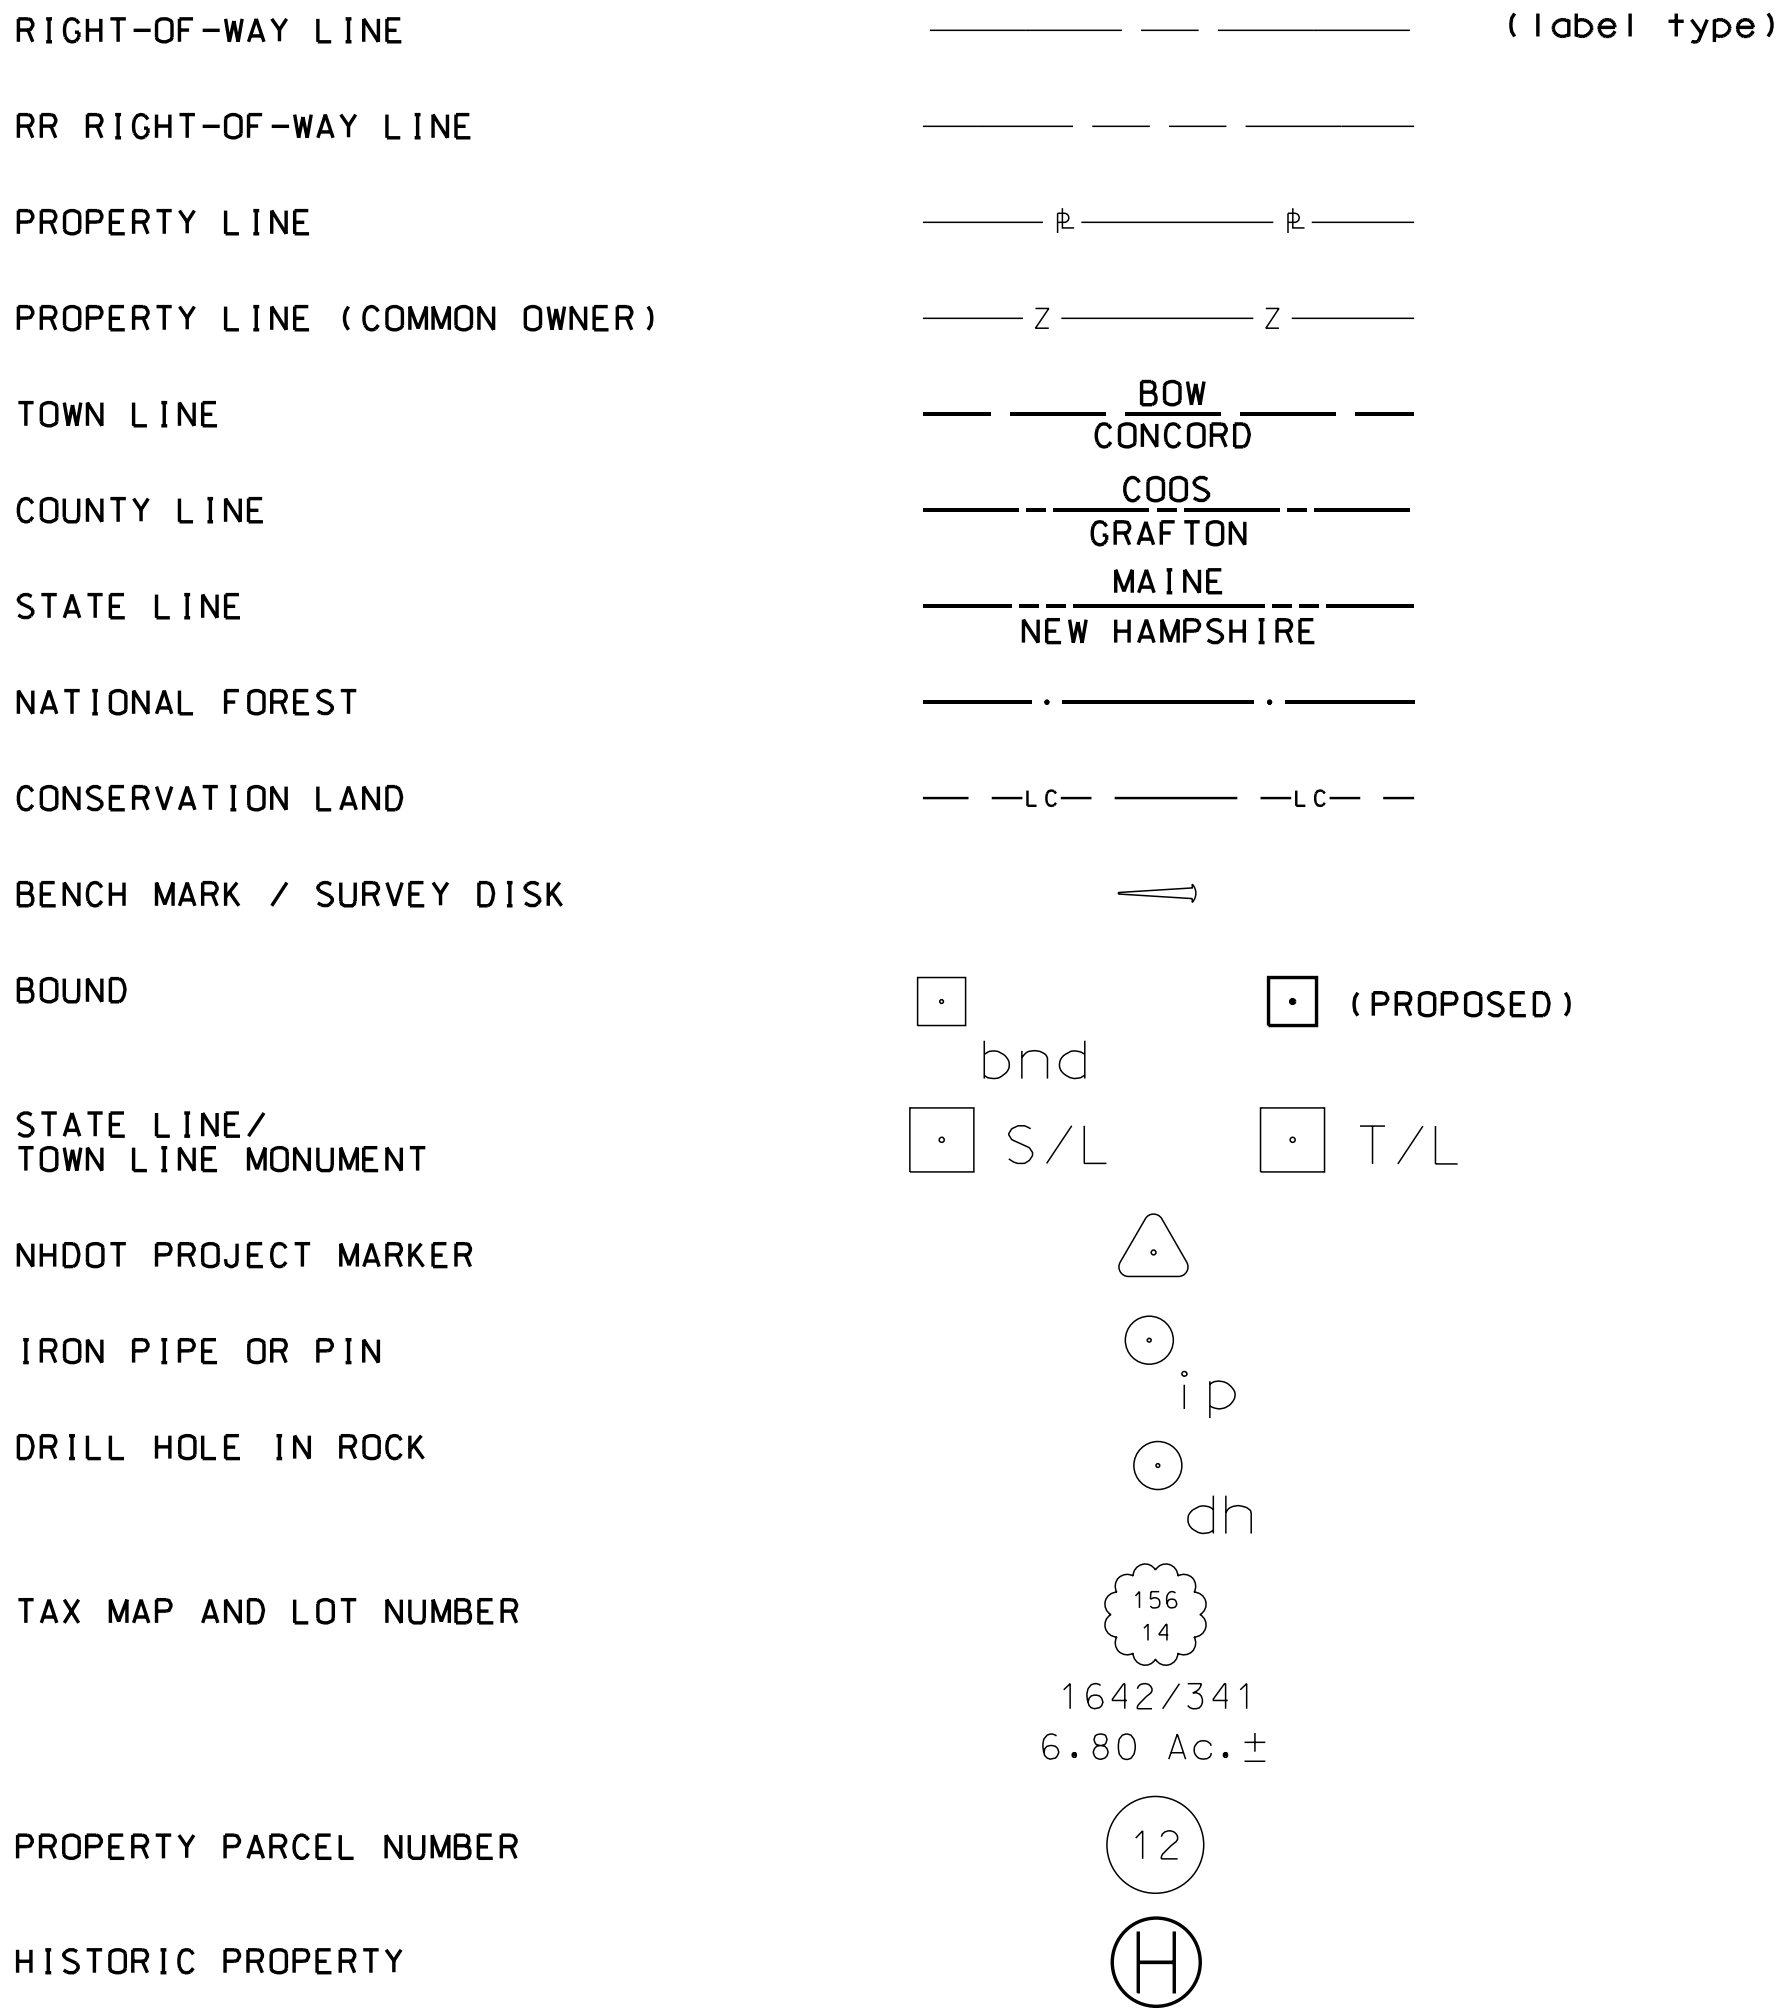 RIGHT-OF-WAY LINE (label type)
RR RIGHT-OF-WAY LINE
PROPERTY LINE PL PL
PROPERTY LINE (COMMON OWNER) Z Z
TOWN LINE BOW
CONCORD
COUNTY LINE COOS
GRAFTON
STATE LINE MAINE
NEW HAMPSHIRE
NATIONAL FOREST
CONSERVATION LAND LC LC
BENCH MARK / SURVEY DISK
BOUND (PROPOSED)
bnd
STATE LINE/
TOWN LINE MONUMENT S/L T/L
NHDOT PROJECT MARKER
IRON PIPE OR PIN
ip
DRILL HOLE IN ROCK
dh
TAX MAP AND LOT NUMBER 156
14
1642/341
6.80 Ac.±
PROPERTY PARCEL NUMBER 12
HISTORIC PROPERTY H